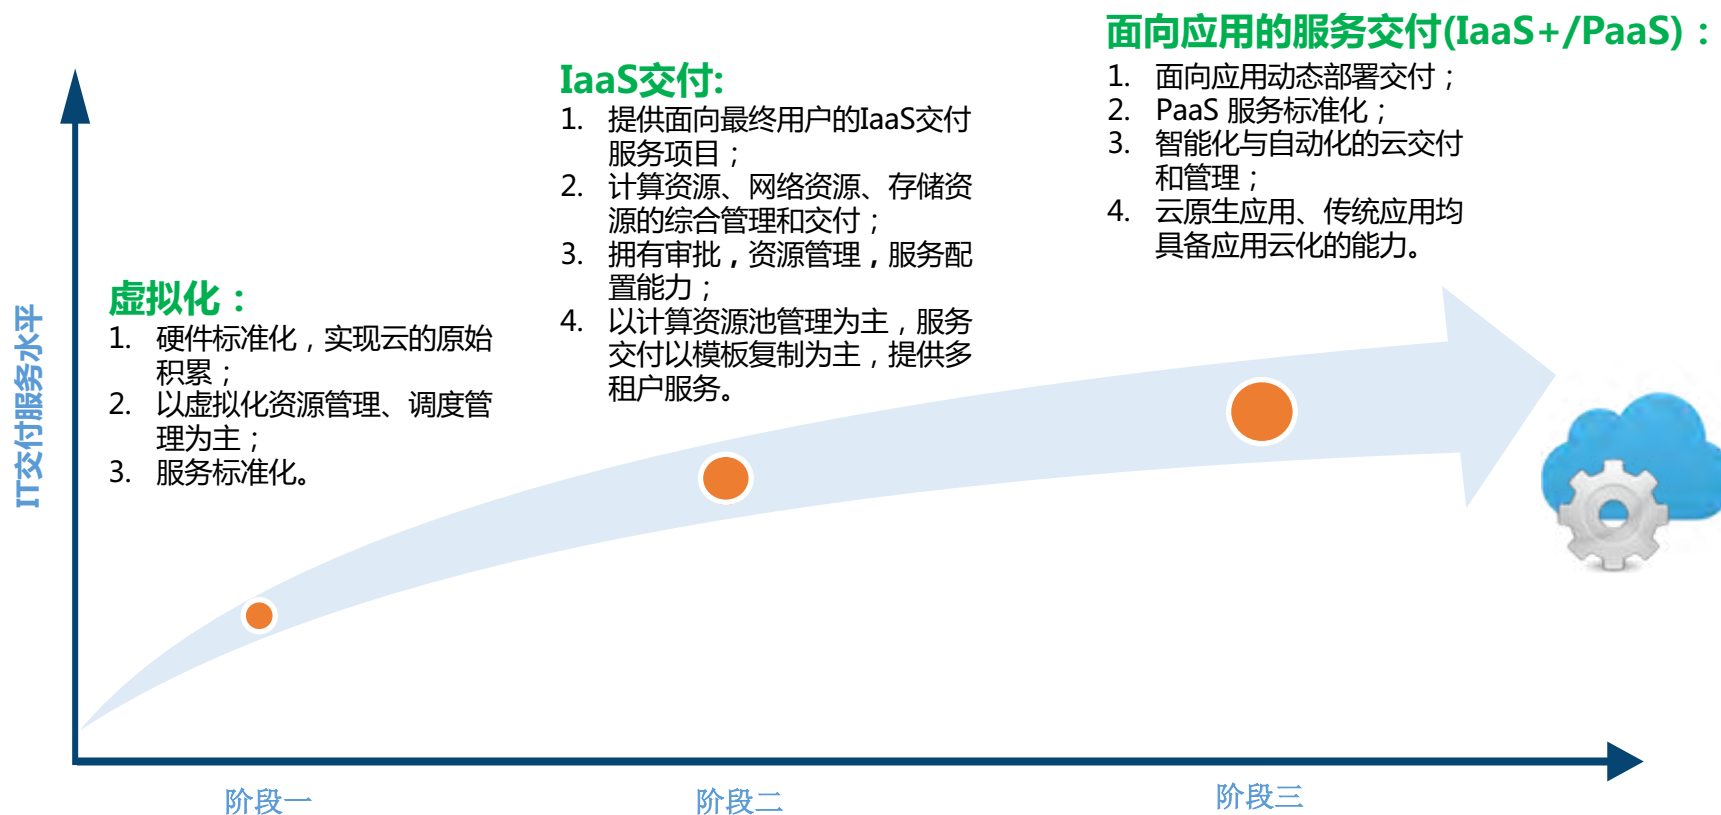 面向应用的服务交付(IaaS+/PaaS)：
1. 面向应用动态部署交付；
2. PaaS 服务标准化；
3. 智能化与自动化的云交付
和管理；
4. 云原生应用、传统应用均
具备应用云化的能力。
IaaS交付:
1. 提供面向最终用户的IaaS交付
服务项目；
2. 计算资源、网络资源、存储资
源的综合管理和交付；
3. 拥有审批，资源管理，服务配
置能力；
4. 以计算资源池管理为主，服务
交付以模板复制为主，提供多
租户服务。
虚拟化：
1. 硬件标准化，实现云的原始
积累；
2. 以虚拟化资源管理、调度管
理为主；
3. 服务标准化。
IT交付服务水平
阶段一
阶段二
阶段三